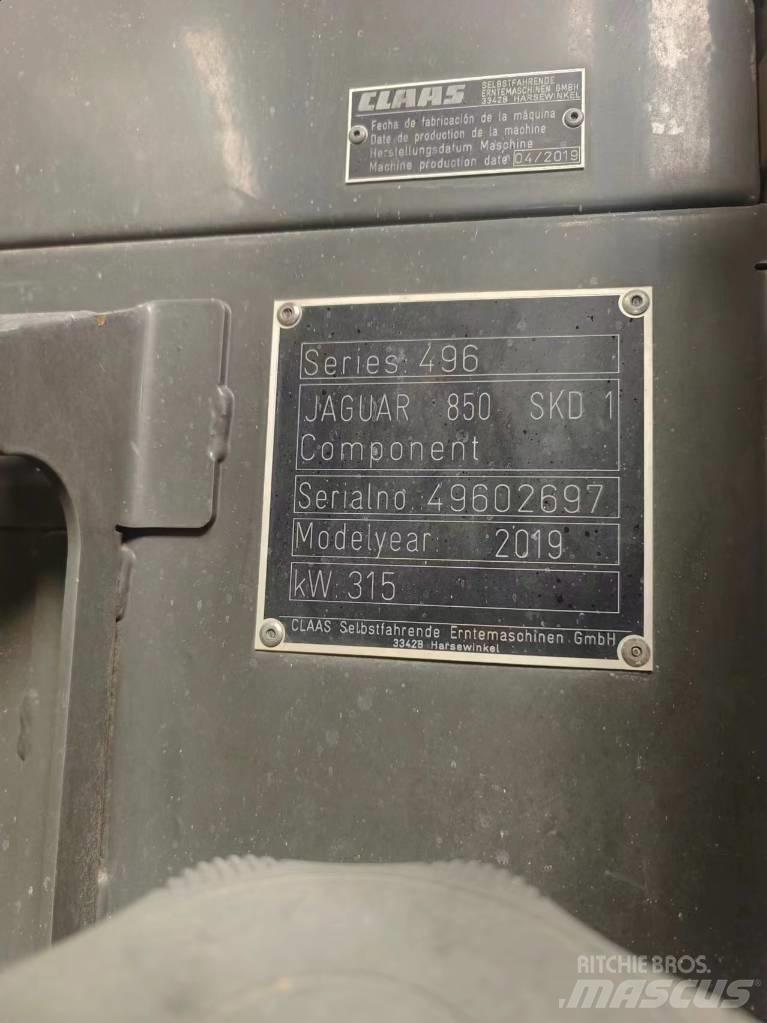 CLAAS SELBSTFAHRENDE
ERNTEMASCHINEN GMBH
33428 HARSEWINKEL
Fecha de fabricación de la máquina
Date de production de la machine
Herstellungsdatum Maschine
Machine production date 04/2019
Series: 496
JAGUAR 850 SKD 1
Component
Serialno. 49602697
Modelyear: 2019
kW: 315
CLAAS Selbstfahrende Erntemaschinen GmbH
33428 Harsewinkel
RITCHIE BROS.
MASCUS